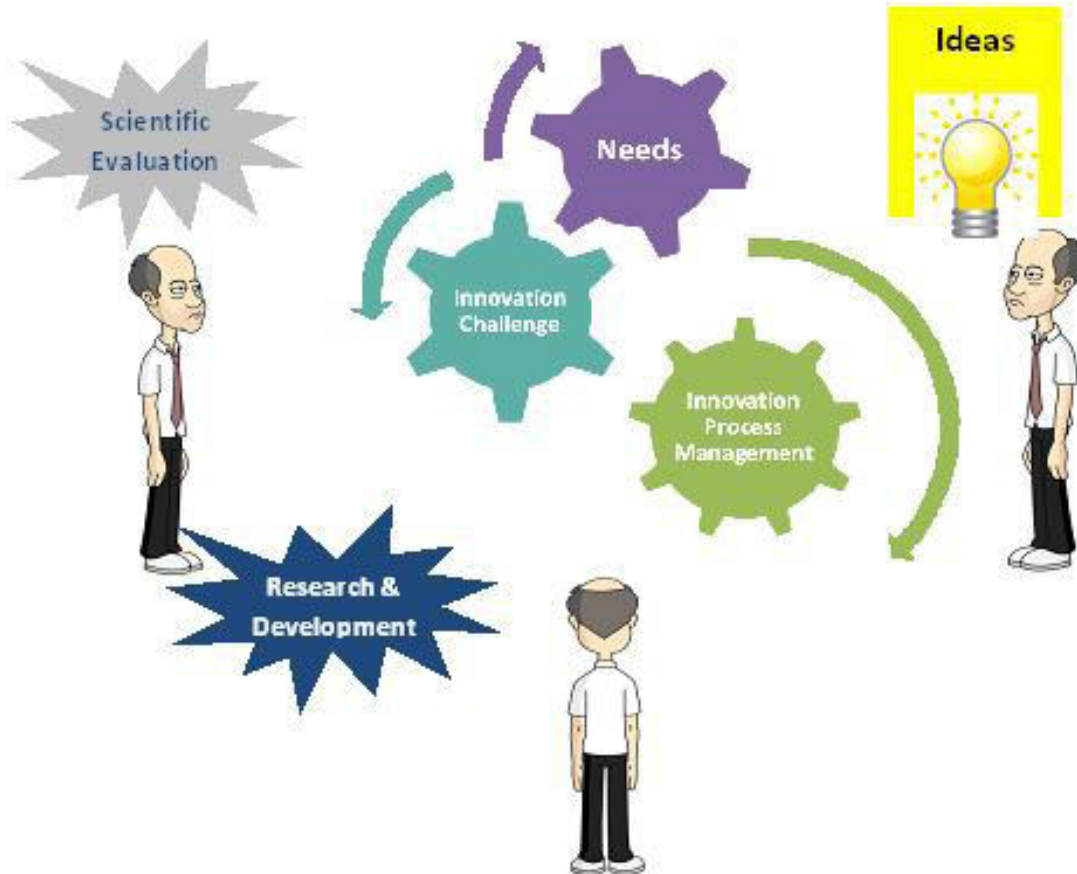 Ideas
Scientific
Evaluation
Needs
Innovation
Challenge
Innovation
Process
Management
Research &
Development